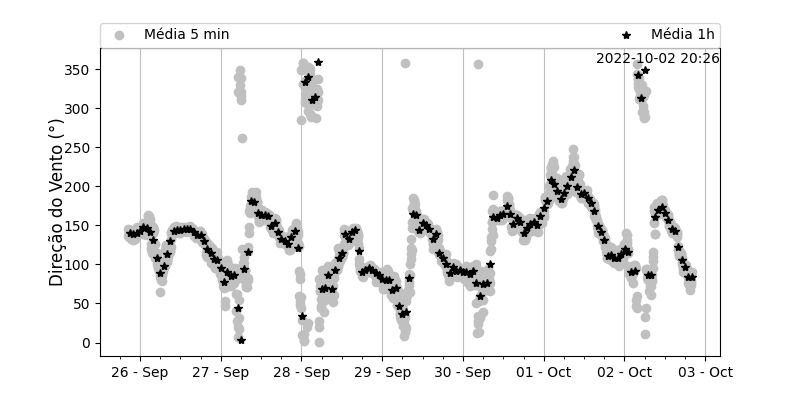 Média 5 min
Média 1h
2022-10-02 20:26
Direção do Vento (°)
350
300
250
200
150
100
50
0
26 - Sep
27 - Sep
28 - Sep
29 - Sep
30 - Sep
01 - Oct
02 - Oct
03 - Oct